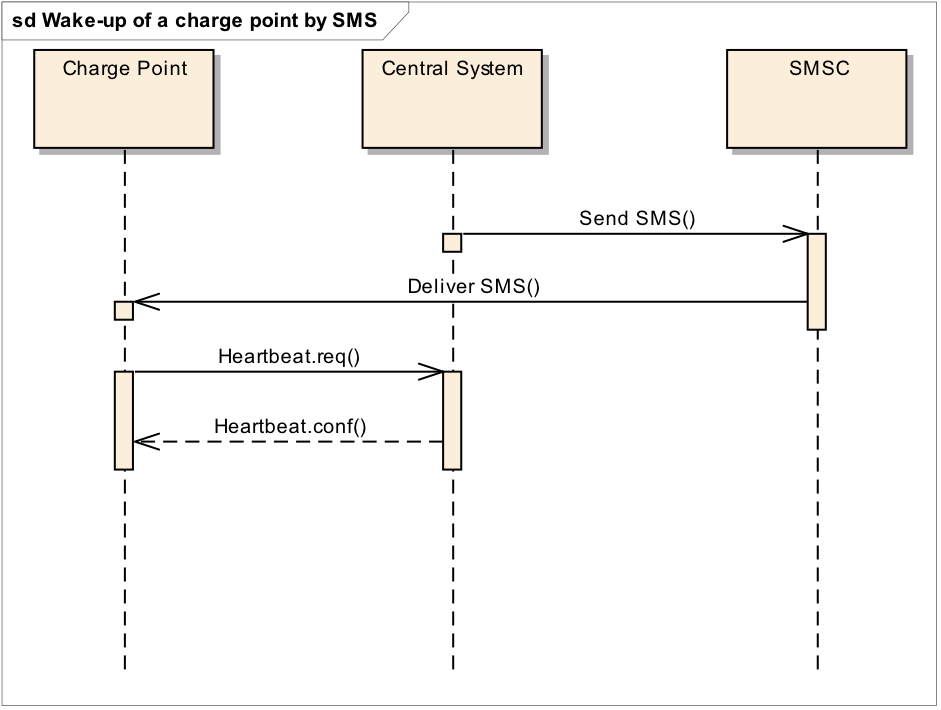 sd Wake-up of a charge point by SMS
Charge Point
Central System
SMSC
Send SMS()
Deliver SMS()
Heartbeat.req()
Heartbeat.conf()